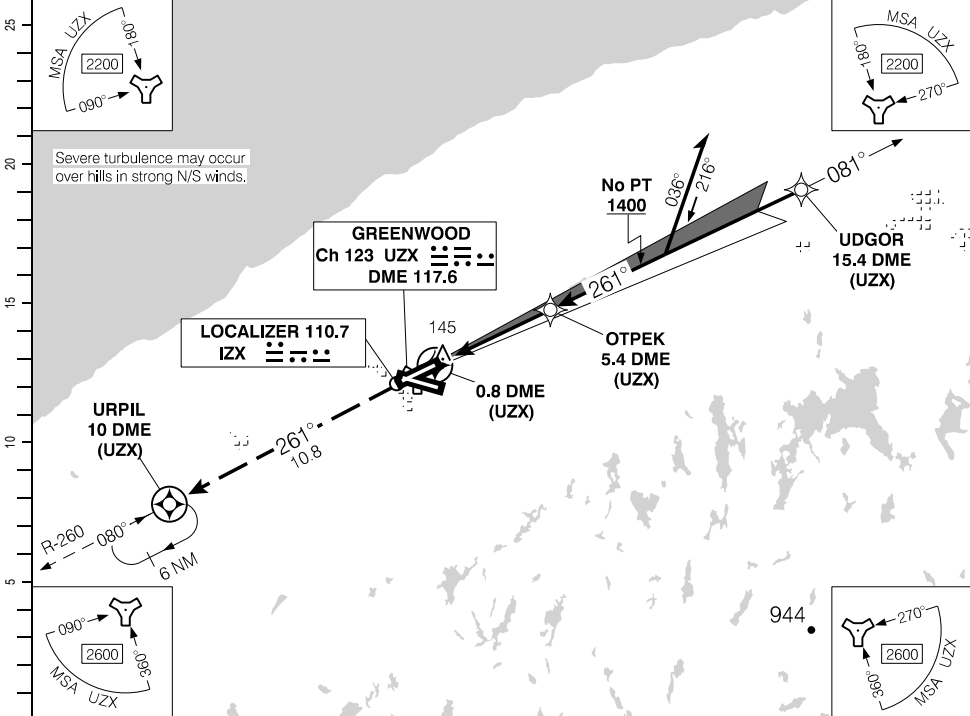 25
20
15
10
5
MSA UZX
180°
2200
090°
MSA UZX
180°
2200
270°
Severe turbulence may occur
over hills in strong N/S winds.
No PT
1400
036°
216°
081°
GREENWOOD
Ch 123 UZX
DME 117.6
UDGOR
15.4 DME
(UZX)
261°
LOCALIZER 110.7
IZX
145
OTPEK
5.4 DME
(UZX)
0.8 DME
(UZX)
URPIL
10 DME
(UZX)
261°
10.8
R-260
080°
6 NM
090°
2600
360°
MSA UZX
944
270°
2600
360°
MSA UZX